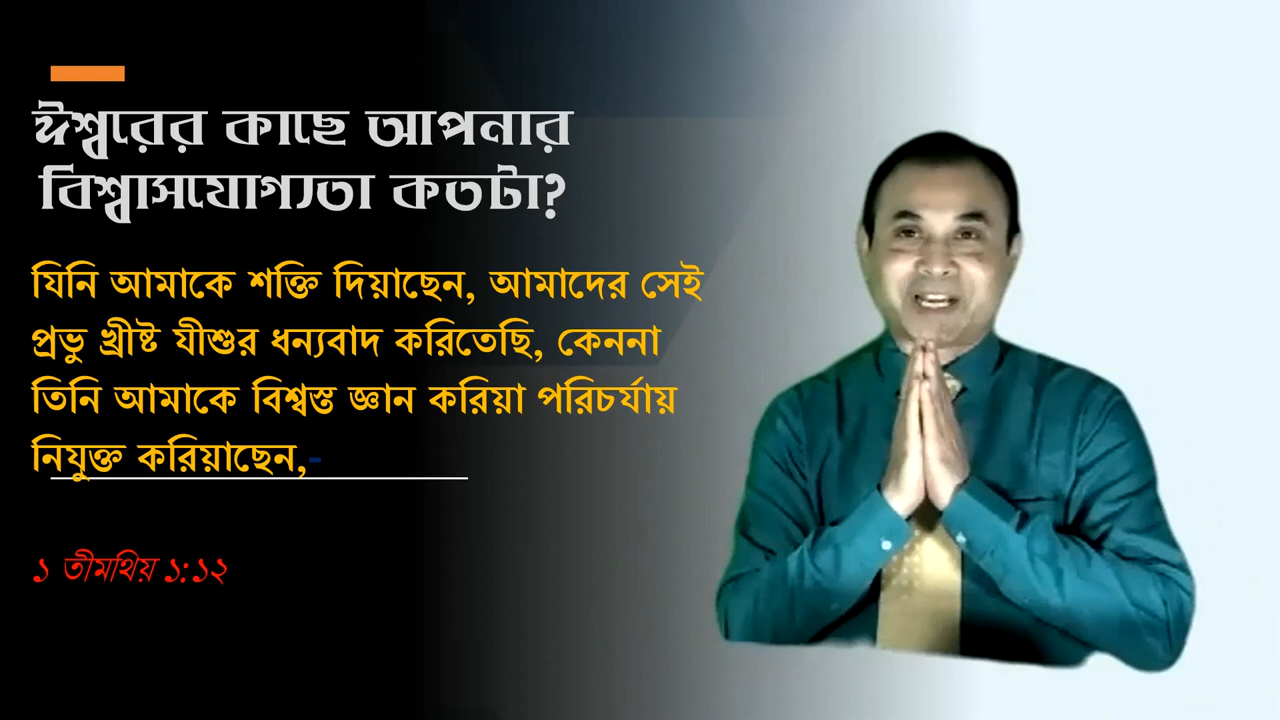 ঈশ্বরের কাছে আপনার
বিশ্বাসযোগ্যতা কতটা?
যিনি আমাকে শক্তি দিয়াছেন, আমাদের সেই
প্রভু খ্রীষ্ট যীশুর ধন্যবাদ করিতেছি, কেননা
তিনি আমাকে বিশ্বস্ত জ্ঞান করিয়া পরিচর্যায়
নিযুক্ত করিয়াছেন,-
১ তীমথিয় ১:১২